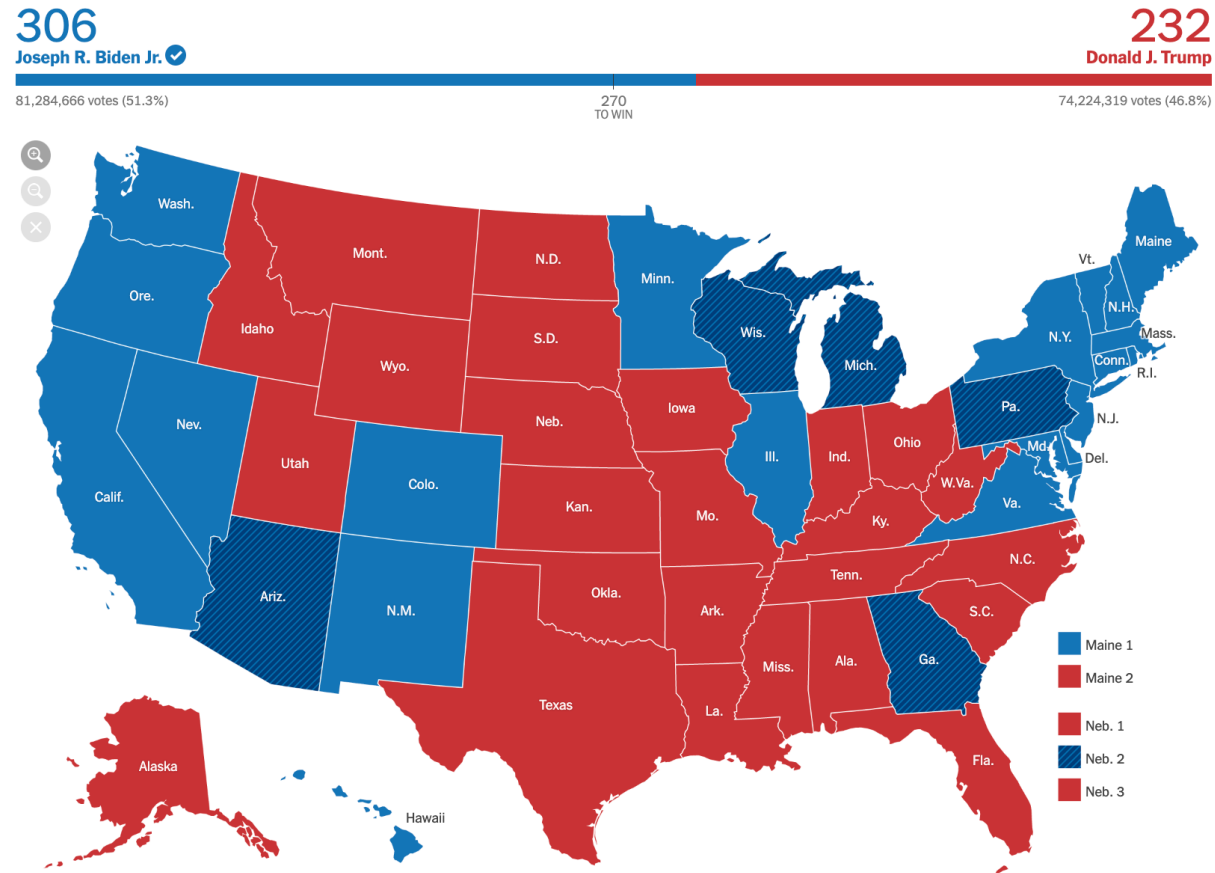 306
232
Joseph R. Biden Jr.
Donald J. Trump
81,284,666 votes (51.3%)
270
TO WIN
74,224,319 votes (46.8%)
Wash.
Ore.
Calif.
Nev.
Idaho
Mont.
Wyo.
Utah
Ariz.
Colo.
N.M.
N.D.
S.D.
Neb.
Kan.
Okla.
Texas
Minn.
Iowa
Mo.
Ark.
La.
Wis.
Ill.
Mich.
Ind.
Ohio
Ky.
Tenn.
Miss.
Ala.
Ga.
Fla.
S.C.
N.C.
Va.
W.Va.
Md.
Del.
Pa.
N.J.
N.Y.
Conn.
R.I.
Mass.
Vt.
N.H.
Maine
Alaska
Hawaii
Maine 1
Maine 2
Neb. 1
Neb. 2
Neb. 3